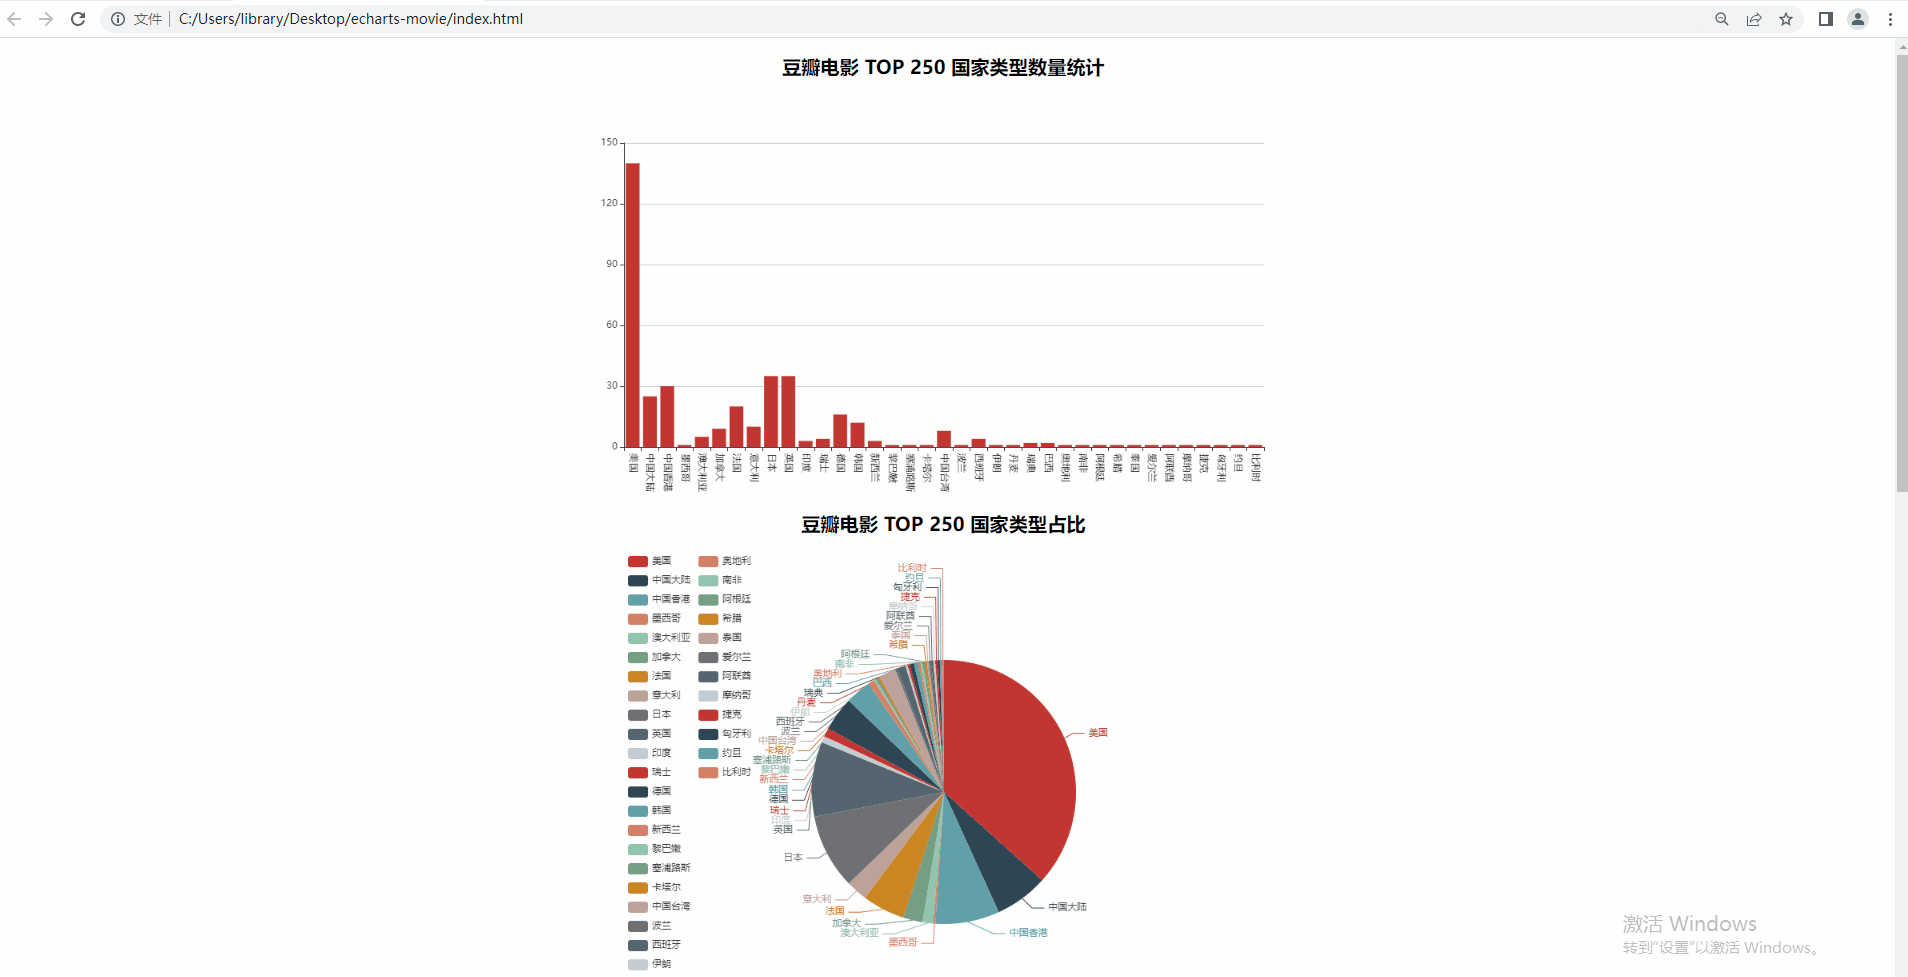 文件 C:/Users/library/Desktop/echarts-movie/index.html
豆瓣电影 TOP 250 国家类型数量统计
150
120
90
60
30
0
美国
中国大陆
中国香港
墨西哥
澳大利亚
加拿大
法国
意大利
日本
英国
印度
瑞士
德国
韩国
新西兰
黎巴嫩
塞浦路斯
卡塔尔
中国台湾
波兰
西班牙
伊朗
丹麦
瑞典
巴西
奥地利
南非
阿根廷
希腊
泰国
爱尔兰
阿联酋
摩纳哥
捷克
匈牙利
约旦
比利时
豆瓣电影 TOP 250 国家类型占比
美国
中国大陆
中国香港
墨西哥
澳大利亚
加拿大
法国
意大利
日本
英国
印度
瑞士
德国
韩国
新西兰
黎巴嫩
塞浦路斯
卡塔尔
中国台湾
波兰
西班牙
伊朗
奥地利
南非
阿根廷
希腊
泰国
爱尔兰
阿联酋
摩纳哥
捷克
匈牙利
约旦
比利时
比利时
约旦
匈牙利
捷克
摩纳哥
阿联酋
爱尔兰
泰国
希腊
阿根廷
南非
奥地利
巴西
瑞典
丹麦
伊朗
西班牙
波兰
中国台湾
卡塔尔
塞浦路斯
黎巴嫩
新西兰
韩国
德国
瑞士
印度
英国
日本
意大利
法国
加拿大
澳大利亚
墨西哥
美国
中国大陆
中国香港
激活 Windows
转到"设置"以激活 Windows。